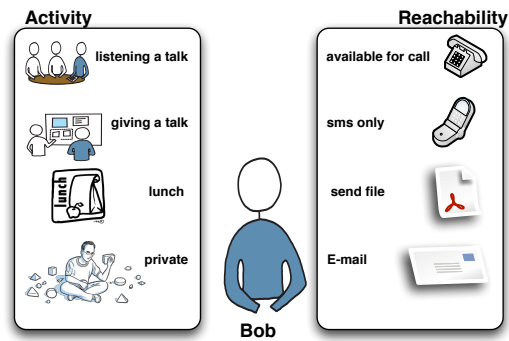 Activity
listening a talk
giving a talk
lunch
lunch
private
Bob
Reachability
available for call
sms only
send file
E-mail